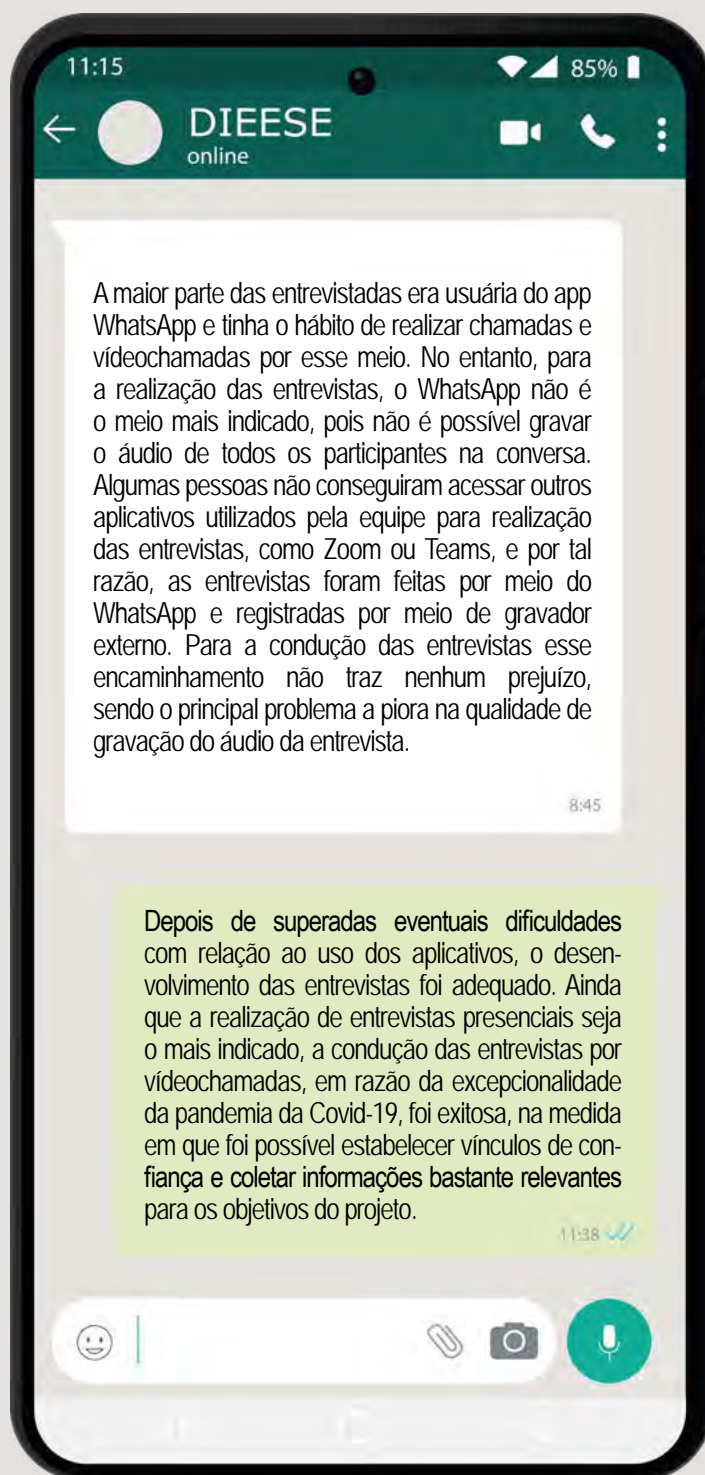 11:15
85%
DIEESE
online
A maior parte das entrevistadas era usuária do app
WhatsApp e tinha o hábito de realizar chamadas e
vídeochamadas por esse meio. No entanto, para
a realização das entrevistas, o WhatsApp não é
o meio mais indicado, pois não é possível gravar
o áudio de todos os participantes na conversa.
Algumas pessoas não conseguiram acessar outros
aplicativos utilizados pela equipe para realização
das entrevistas, como Zoom ou Teams, e por tal
razão, as entrevistas foram feitas por meio do
WhatsApp e registradas por meio de gravador
externo. Para a condução das entrevistas esse
encaminhamento não traz nenhum prejuízo,
sendo o principal problema a piora na qualidade de
gravação do áudio da entrevista.
8:45
Depois de superadas eventuais dificuldades
com relação ao uso dos aplicativos, o desen-
volvimento das entrevistas foi adequado. Ainda
que a realização de entrevistas presenciais seja
o mais indicado, a condução das entrevistas por
vídeochamadas, em razão da excepcionalidade
da pandemia da Covid-19, foi exitosa, na medida
em que foi possível estabelecer vínculos de con-
fiança e coletar informações bastante relevantes
para os objetivos do projeto.
11:38